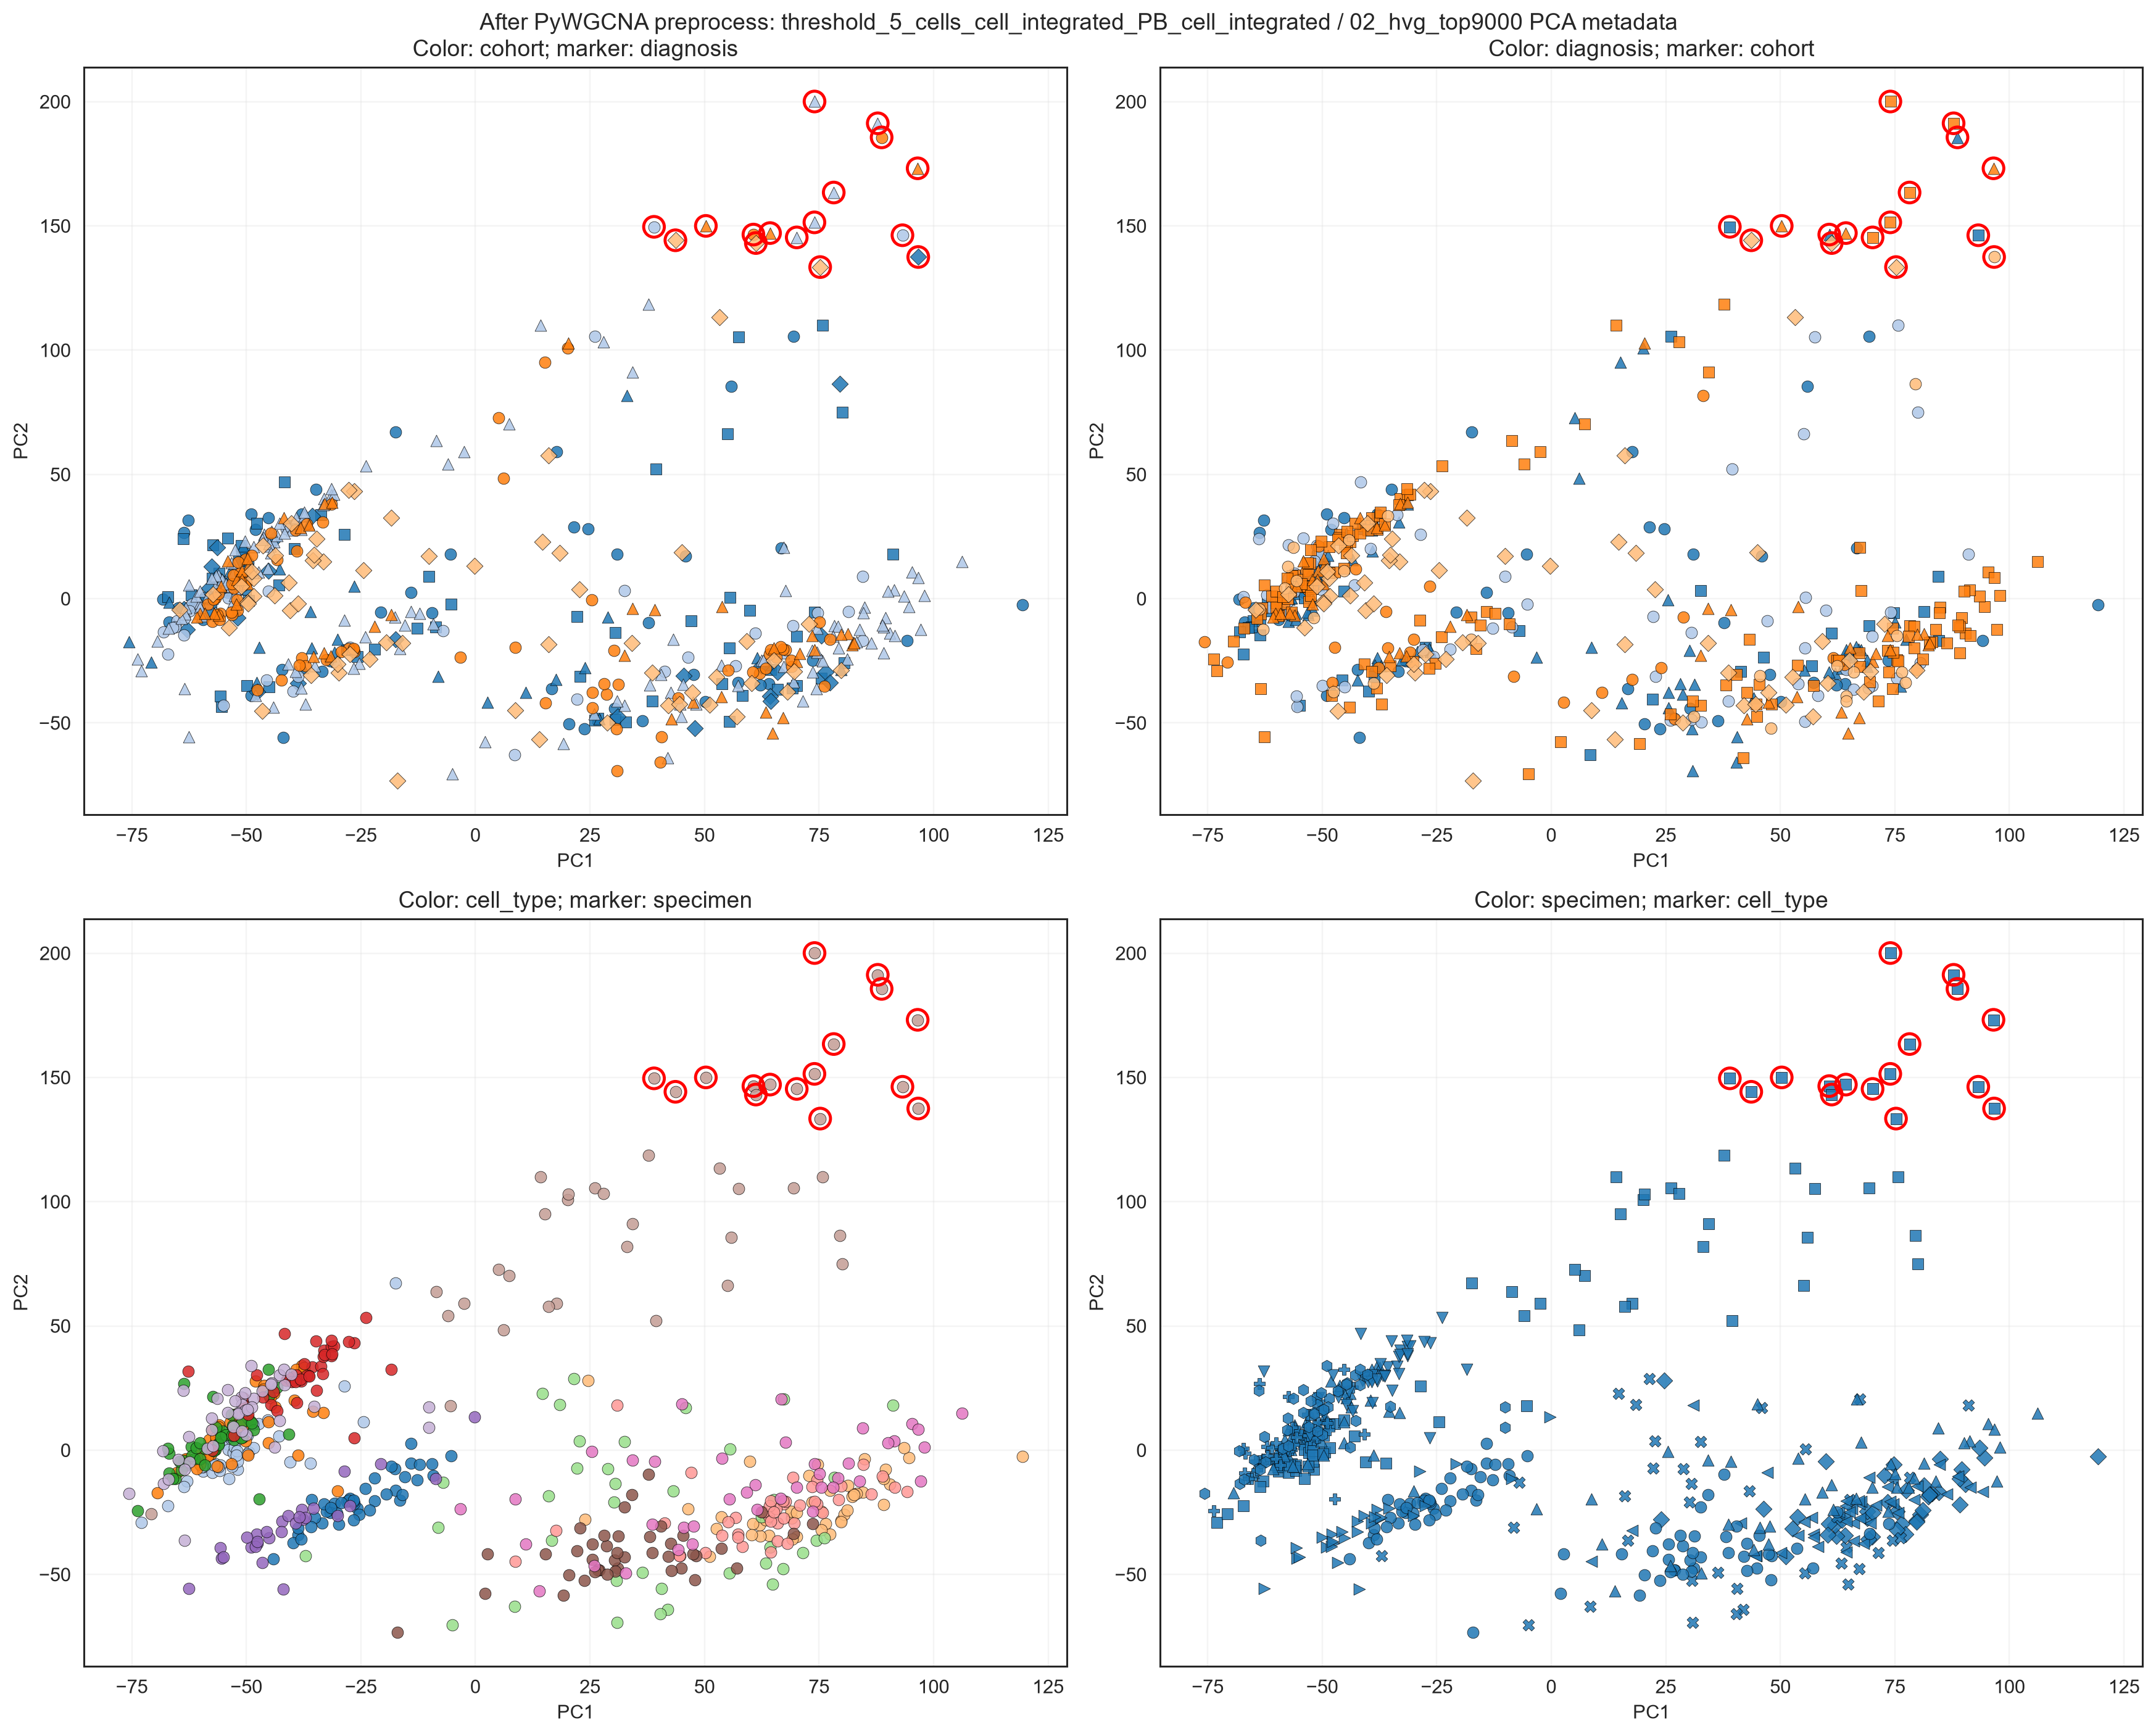 After PyWGCNA preprocess: threshold_5_cells_cell_integrated_PB_cell_integrated / 02_hvg_top9000 PCA metadata
Color: cohort; marker: diagnosis
Color: diagnosis; marker: cohort
200
150
100
50
0
−50
PC2
−75 −50 −25 0 25 50 75 100 125
PC1
200
150
100
50
0
−50
PC2
−75 −50 −25 0 25 50 75 100 125
PC1
Color: cell_type; marker: specimen
Color: specimen; marker: cell_type
200
150
100
50
0
−50
PC2
−75 −50 −25 0 25 50 75 100 125
PC1
200
150
100
50
0
−50
PC2
−75 −50 −25 0 25 50 75 100 125
PC1